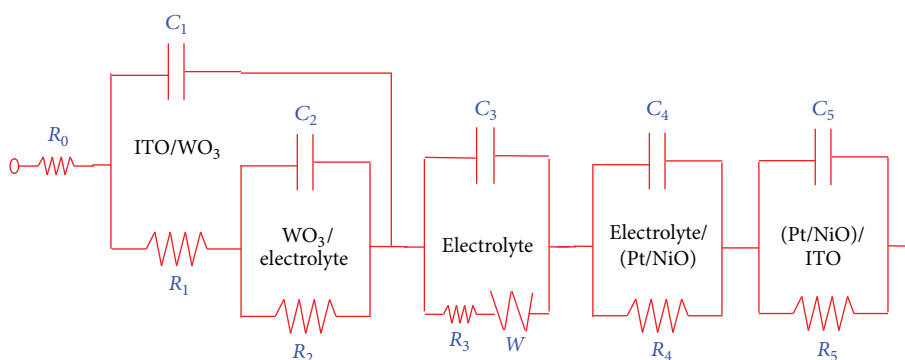 C₁
R₀
ITO/WO₃
C₂
WO₃/
electrolyte
R₁
R₂
C₃
Electrolyte
R₃
W
C₄
Electrolyte/
(Pt/NiO)
R₄
C₅
(Pt/NiO)/
ITO
R₅